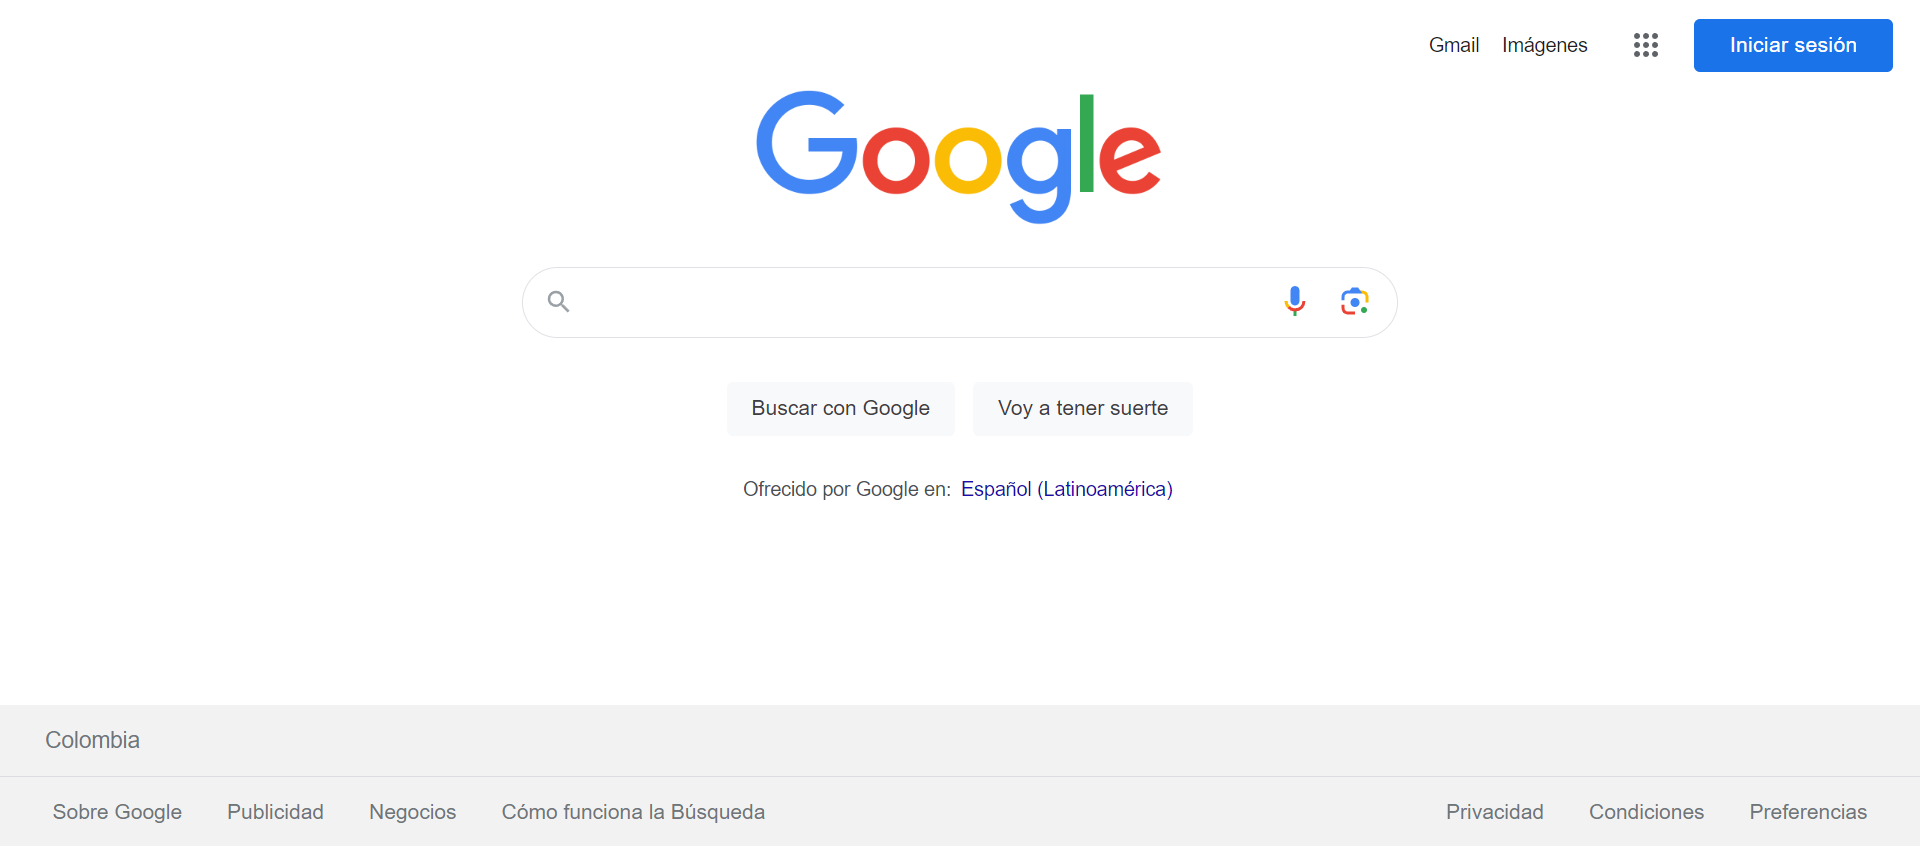 Gmail Imágenes Iniciar sesión
Google
Buscar con Google Voy a tener suerte
Ofrecido por Google en: Español (Latinoamérica)
Colombia
Sobre Google Publicidad Negocios Cómo funciona la Búsqueda Privacidad Condiciones Preferencias